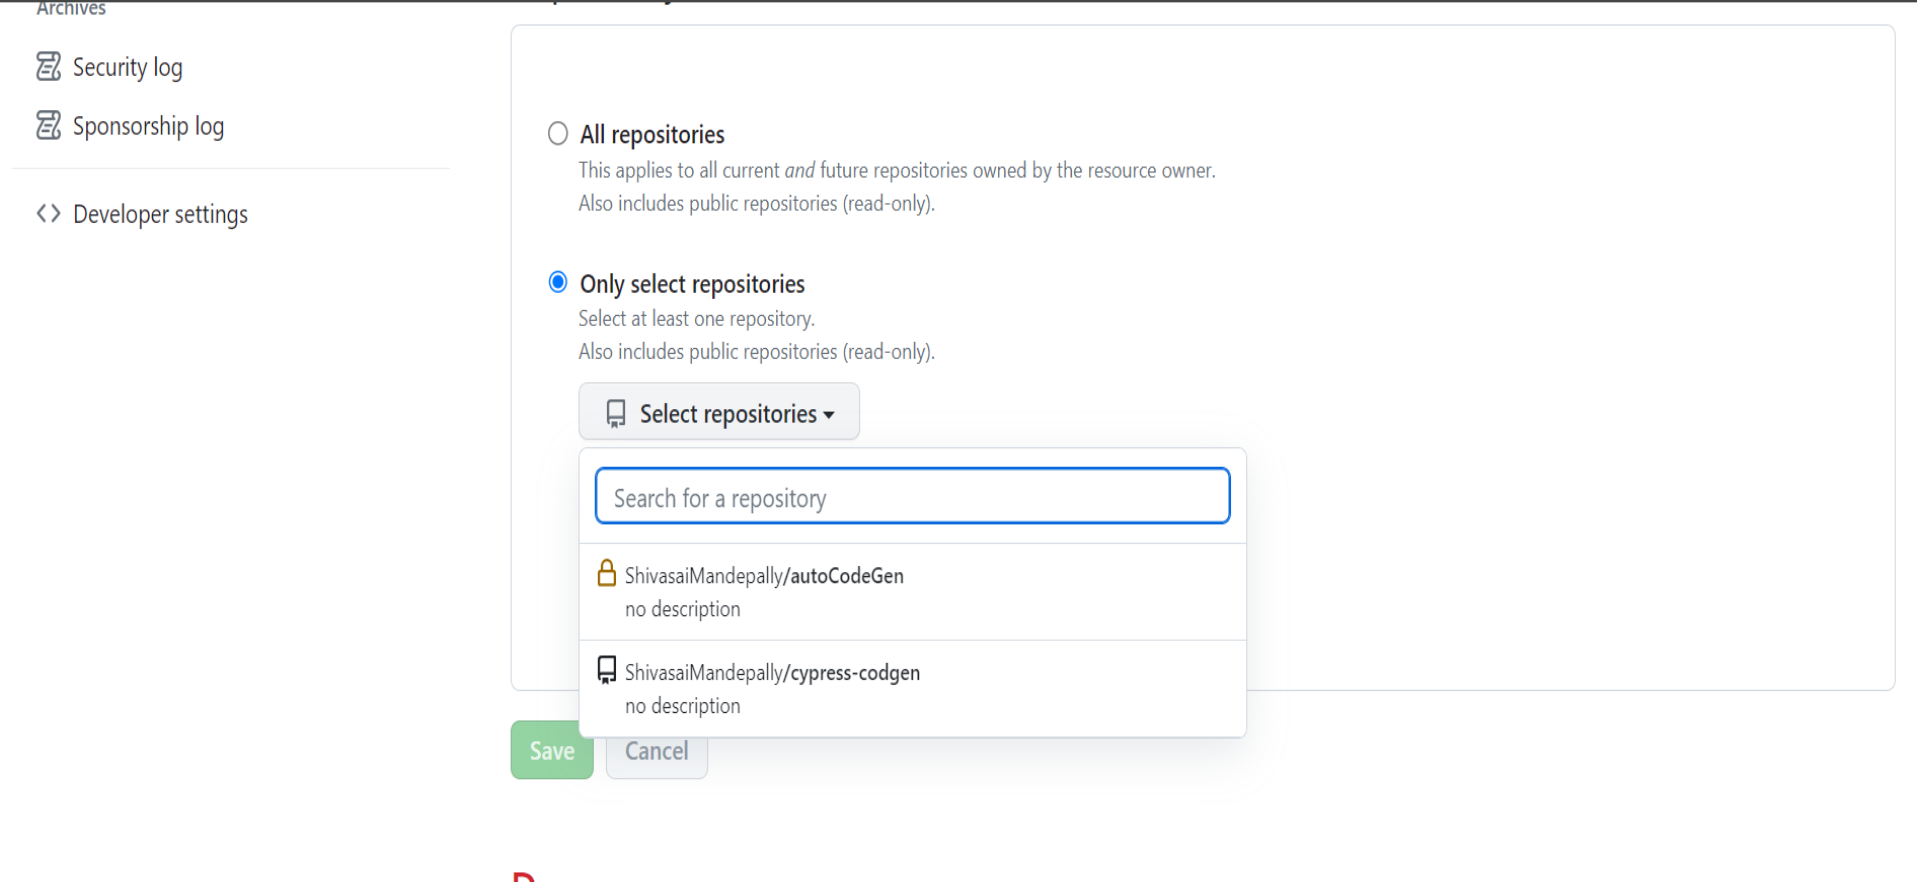 Archives
Security log
Sponsorship log
Developer settings
All repositories
This applies to all current and future repositories owned by the resource owner.
Also includes public repositories (read-only).
Only select repositories
Select at least one repository.
Also includes public repositories (read-only).
Select repositories
Search for a repository
ShivasaiMandepally/autoCodeGen
no description
ShivasaiMandepally/cypress-codgen
no description
Save
Cancel